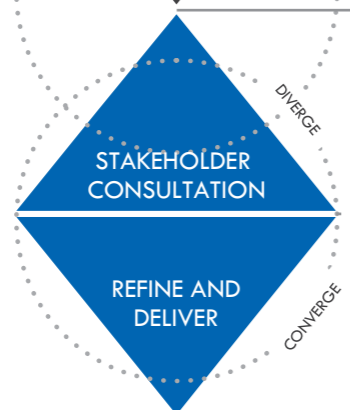 DIVERGE
STAKEHOLDER
CONSULTATION
REFINE AND
DELIVER
CONVERGE